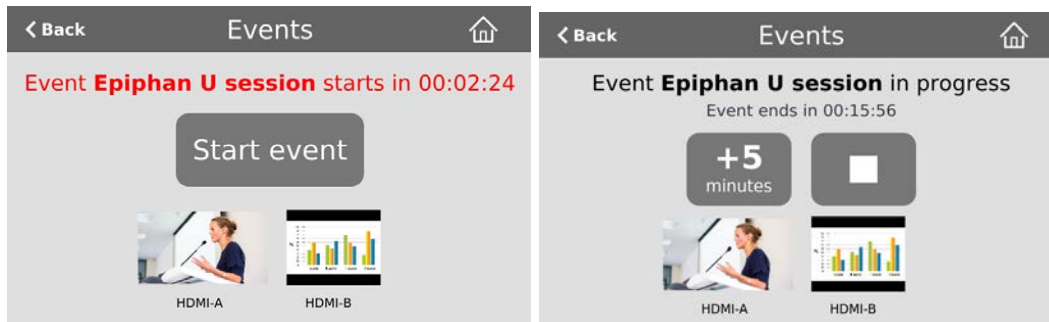 Back Events
Event Epiphan U session starts in 00:02:24
Start event
HDMI-A HDMI-B
Back Events
Event Epiphan U session in progress
Event ends in 00:15:56
+5
minutes
HDMI-A HDMI-B